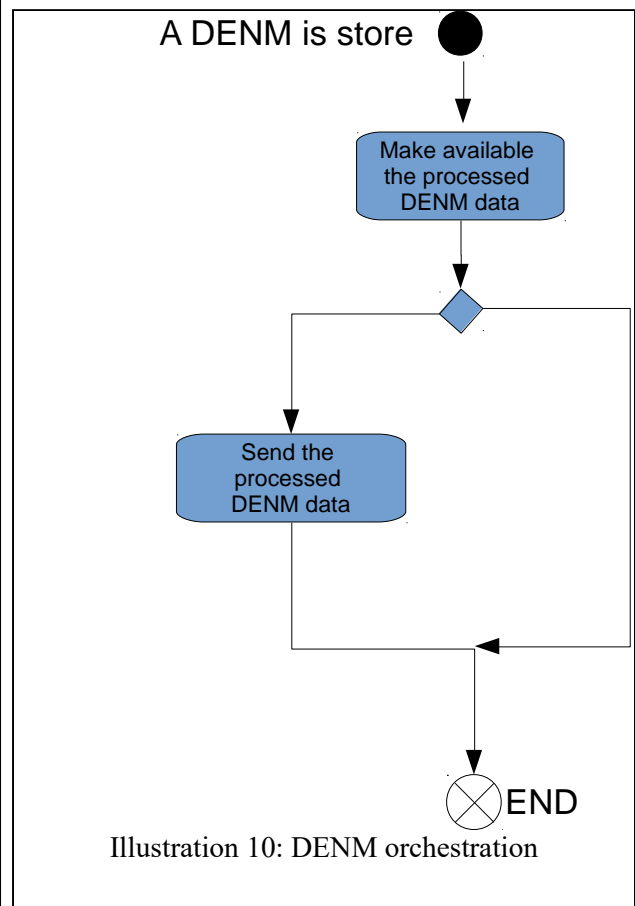 A DENM is store
Make available
the processed
DENM data
Send the
processed
DENM data
END
Illustration 10: DENM orchestration